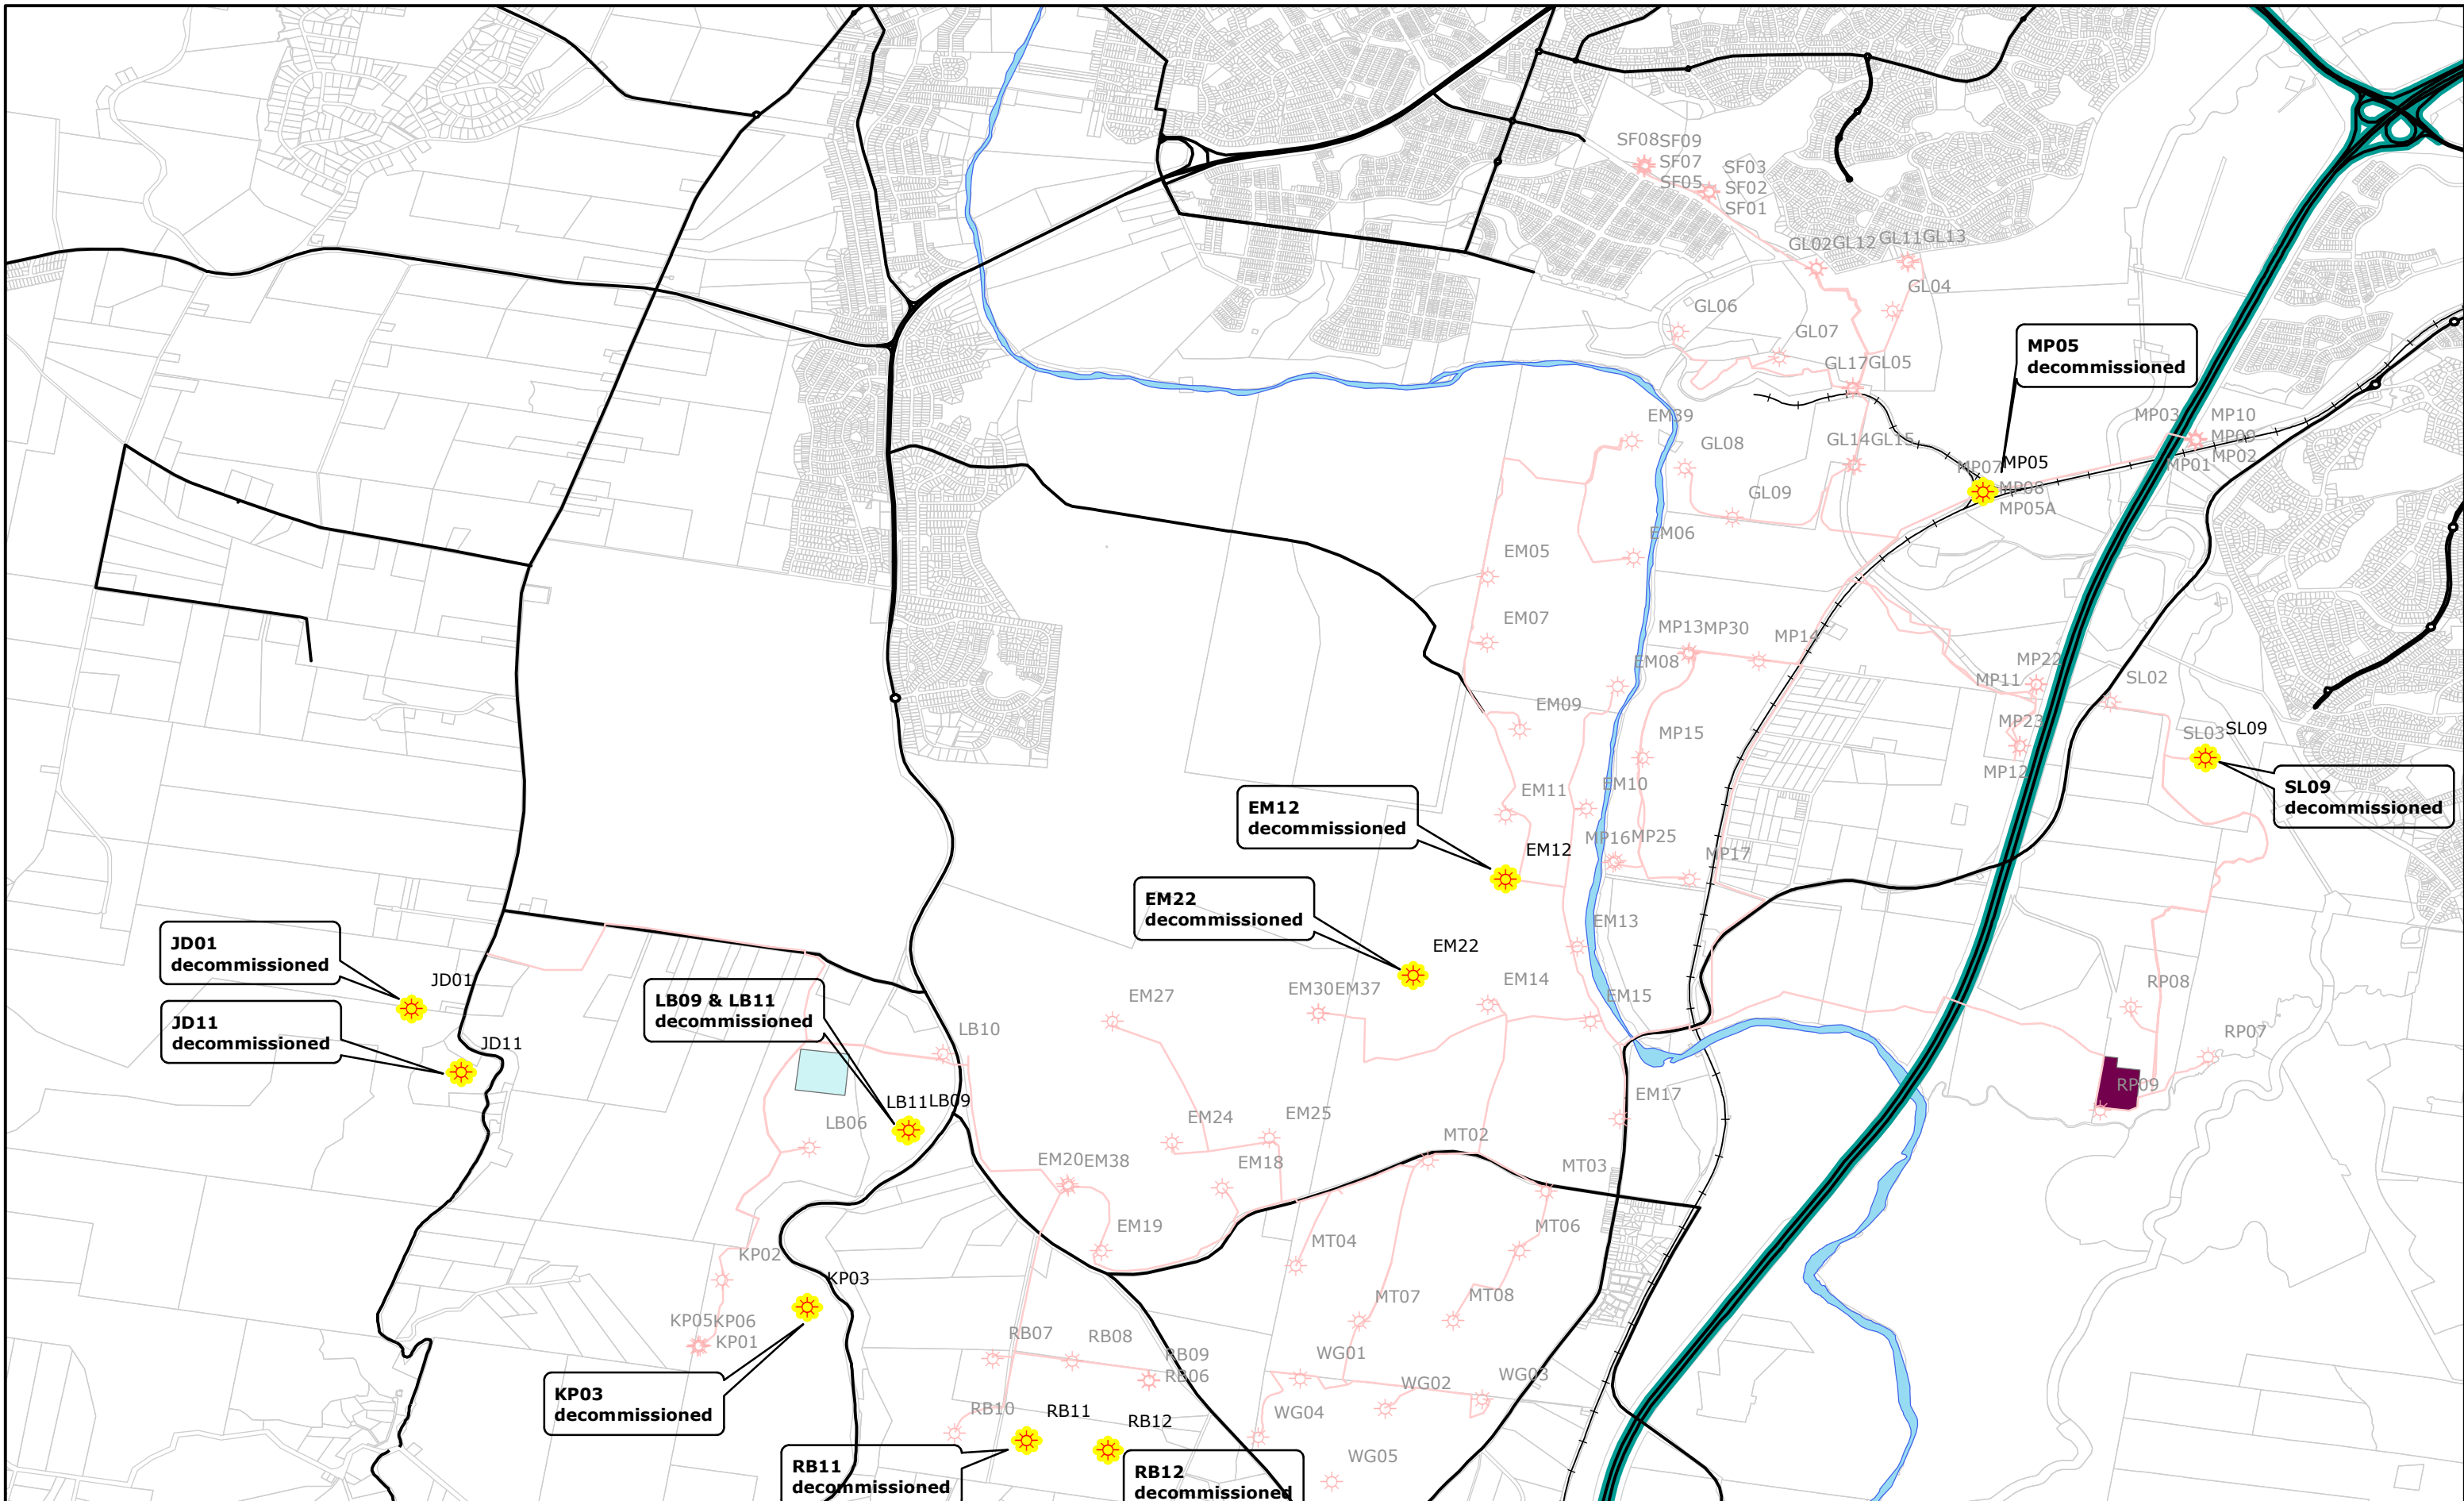 SF08SF09
SF07
SF05
SF03
SF02
SF01
GL02GL12
GL11GL13
GL04
GL06
GL07
GL17GL05
MP05
decommissioned
EM39
GL08
GL14GL15
MP03
MP10
MP09
MP02
MP01
MP07
MP05
MP08
MP05A
GL09
EM06
EM05
EM07
MP13MP30
MP14
EM08
MP22
MP11
SL02
EM09
MP23
MP15
SL03
SL09
MP12
SL09
decommissioned
EM10
EM11
EM12
decommissioned
MP16MP25
EM12
MP17
EM22
decommissioned
EM13
EM22
JD01
decommissioned
JD01
LB09 & LB11
decommissioned
EM27
EM30EM37
EM14
EM15
RP08
JD11
decommissioned
JD11
LB10
RP07
RP09
LB11LB09
EM17
LB06
EM24
EM25
MT02
EM20EM38
EM18
MT03
EM19
MT06
MT04
KP02
KP03
KP05KP06
KP01
MT07
MT08
RB07
RB08
RB09
RB06
WG01
WG02
WG03
KP03
decommissioned
RB10
RB11
RB12
WG04
WG05
RB11
decommissioned
RB12
decommissioned